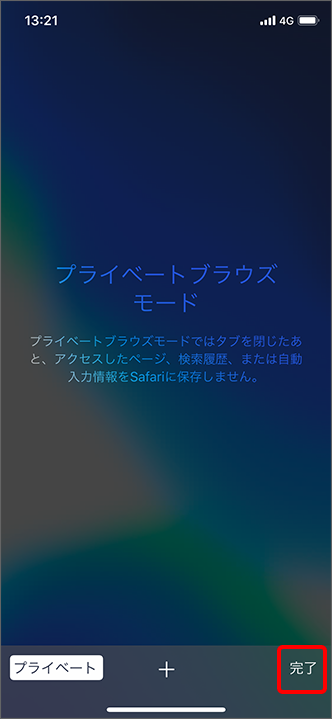 13:21
4G
プライベートブラウズ
モード
プライベートブラウズモードではタブを閉じたあ
と、アクセスしたページ、検索履歴、または自動
入力情報をSafariに保存しません。
プライベート
+
完了